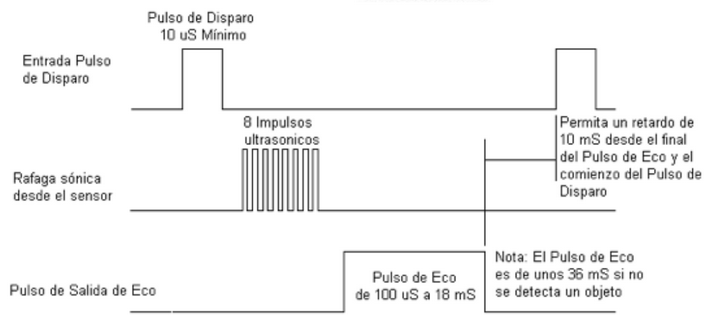 Pulso de Disparo
10 uS Mínimo
Entrada Pulso
de Disparo
8 Impulsos
ultrasonicos
Permita un retardo de
10 mS desde el final
del Pulso de Eco y el
comienzo del Pulso de
Disparo
Rafaga sónica
desde el sensor
Nota: El Pulso de Eco
es de unos 36 mS si no
se detecta un objeto
Pulso de Eco
de 100 uS a 18 mS
Pulso de Salida de Eco